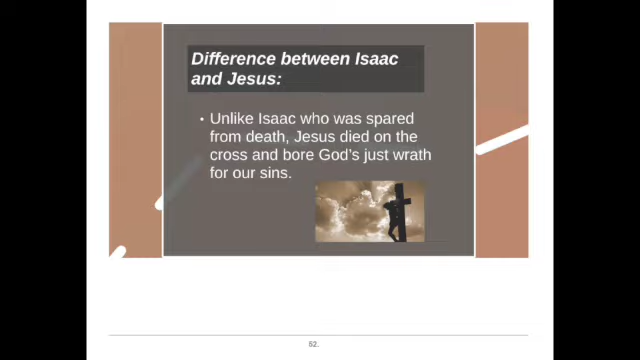 Difference between Isaac
and Jesus:
• Unlike Isaac who was spared
from death, Jesus died on the
cross and bore God's just wrath
for our sins.
52.